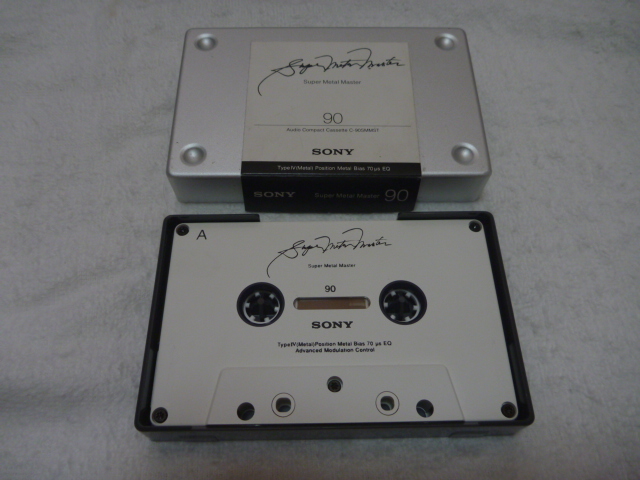 Super Metal Master
Super Metal Master
90
Audio Compact Cassette C-90
SONY
TypeIV(Metal) Position Metal Bias 70 μs EQ
SONY Super Metal Master 90
A
Super Metal Master
Super Metal Master
90
SONY
TypeIV(Metal)Position Metal Bias 70 μs EQ
Advanced Modulation Control